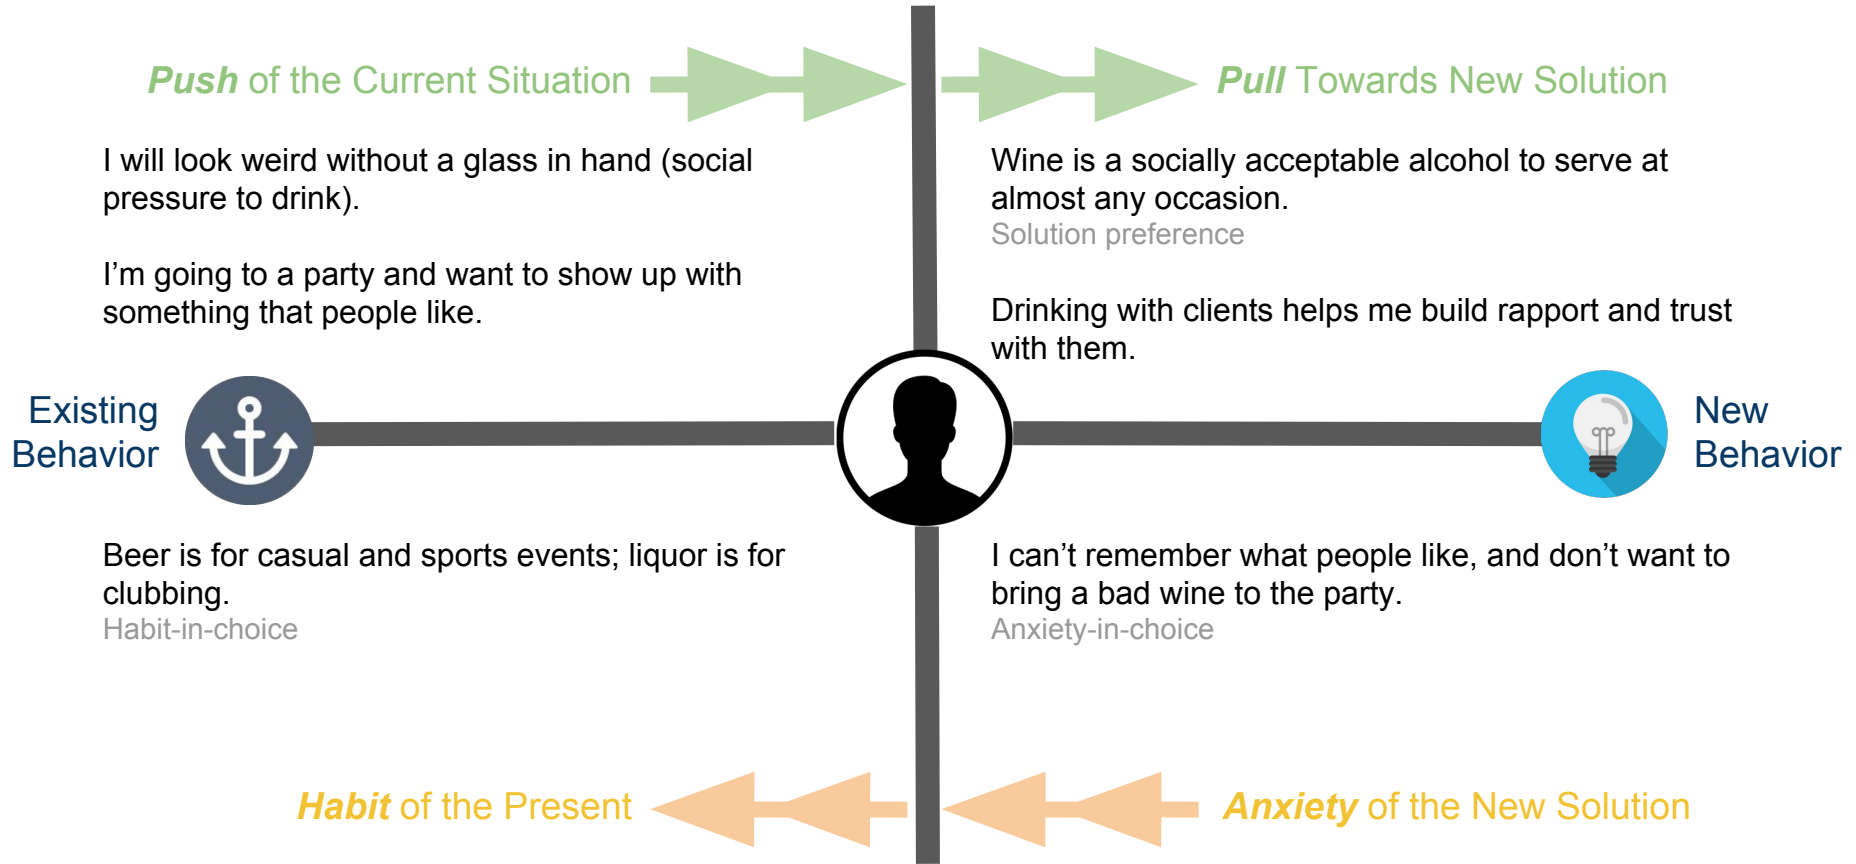 Push of the Current Situation
Pull Towards New Solution
I will look weird without a glass in hand (social
pressure to drink).
I’m going to a party and want to show up with
something that people like.
Wine is a socially acceptable alcohol to serve at
almost any occasion.
Solution preference
Drinking with clients helps me build rapport and trust
with them.
Existing
Behavior
New
Behavior
Beer is for casual and sports events; liquor is for
clubbing.
Habit-in-choice
I can’t remember what people like, and don’t want to
bring a bad wine to the party.
Anxiety-in-choice
Habit of the Present
Anxiety of the New Solution